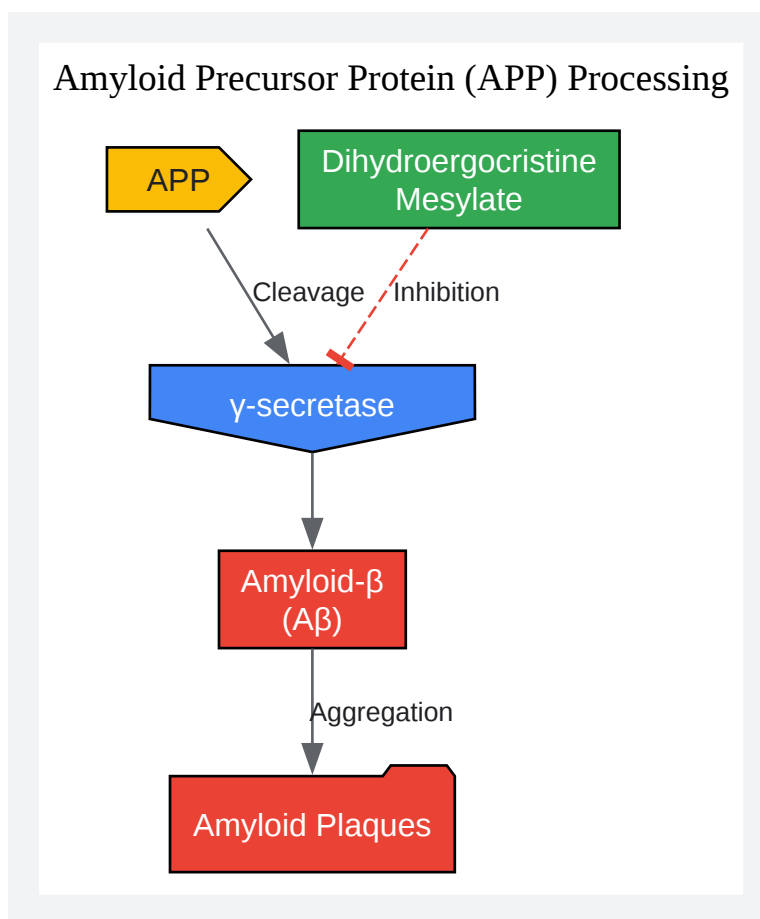 Amyloid Precursor Protein (APP) Processing
APP
Dihydroergocristine
Mesylate
Cleavage
Inhibition
γ-secretase
Amyloid-β
(Aβ)
Aggregation
Amyloid Plaques